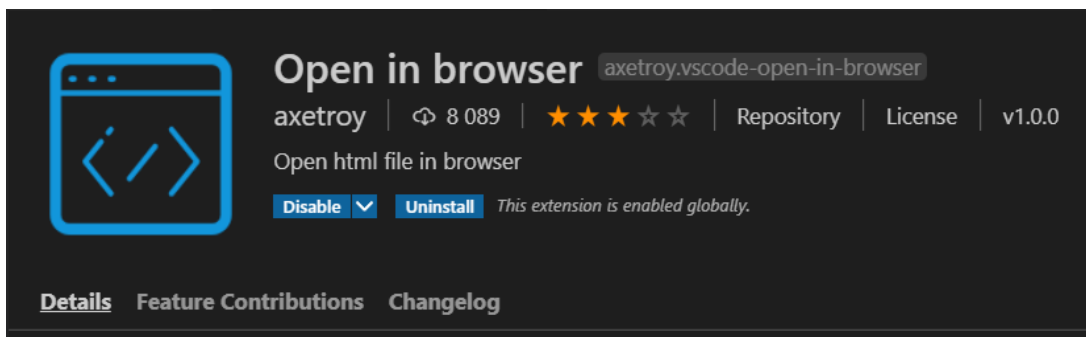 Open in browser axetroy.vscode-open-in-browser
axetroy 8 089 Repository License v1.0.0
Open html file in browser
Disable Uninstall This extension is enabled globally.
Details Feature Contributions Changelog